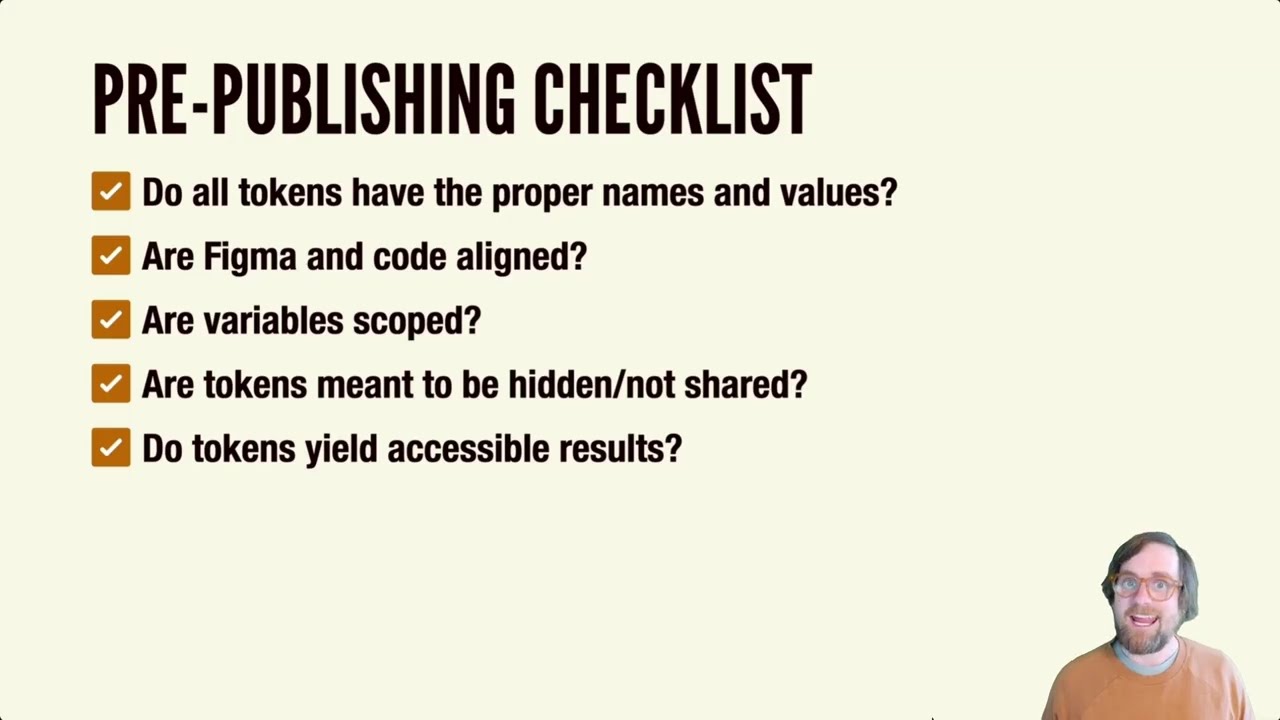 PRE-PUBLISHING CHECKLIST
Do all tokens have the proper names and values?
Are Figma and code aligned?
Are variables scoped?
Are tokens meant to be hidden/not shared?
Do tokens yield accessible results?